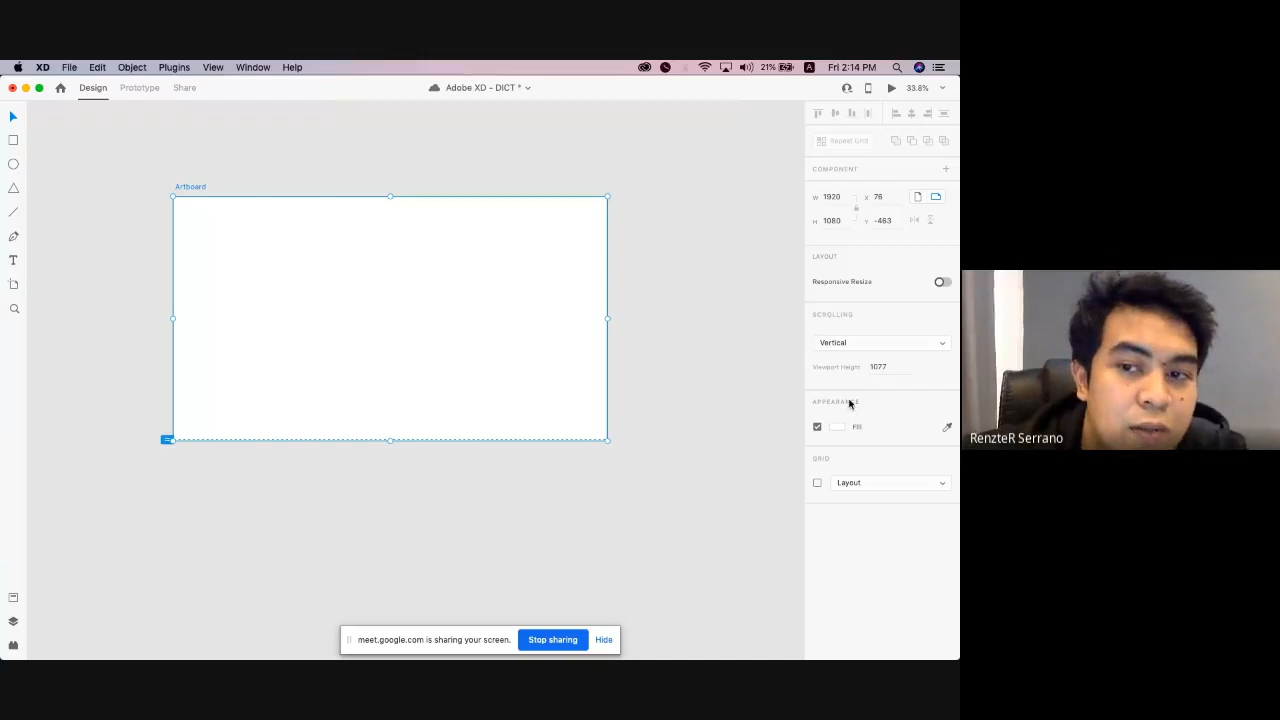 XD File Edit Object Plugins View Window Help 21% A Fri 2:14 PM
Design Prototype Share Adobe XD - DICT * 33.8%
Repeat Grid
COMPONENT
Artboard
W 1920 X 76
H 1080 Y -463
LAYOUT
Responsive Resize
SCROLLING
Vertical
Viewport Height 1077
APPEARANCE
Fill
RenzteR Serrano
GRID
Layout
meet.google.com is sharing your screen. Stop sharing Hide